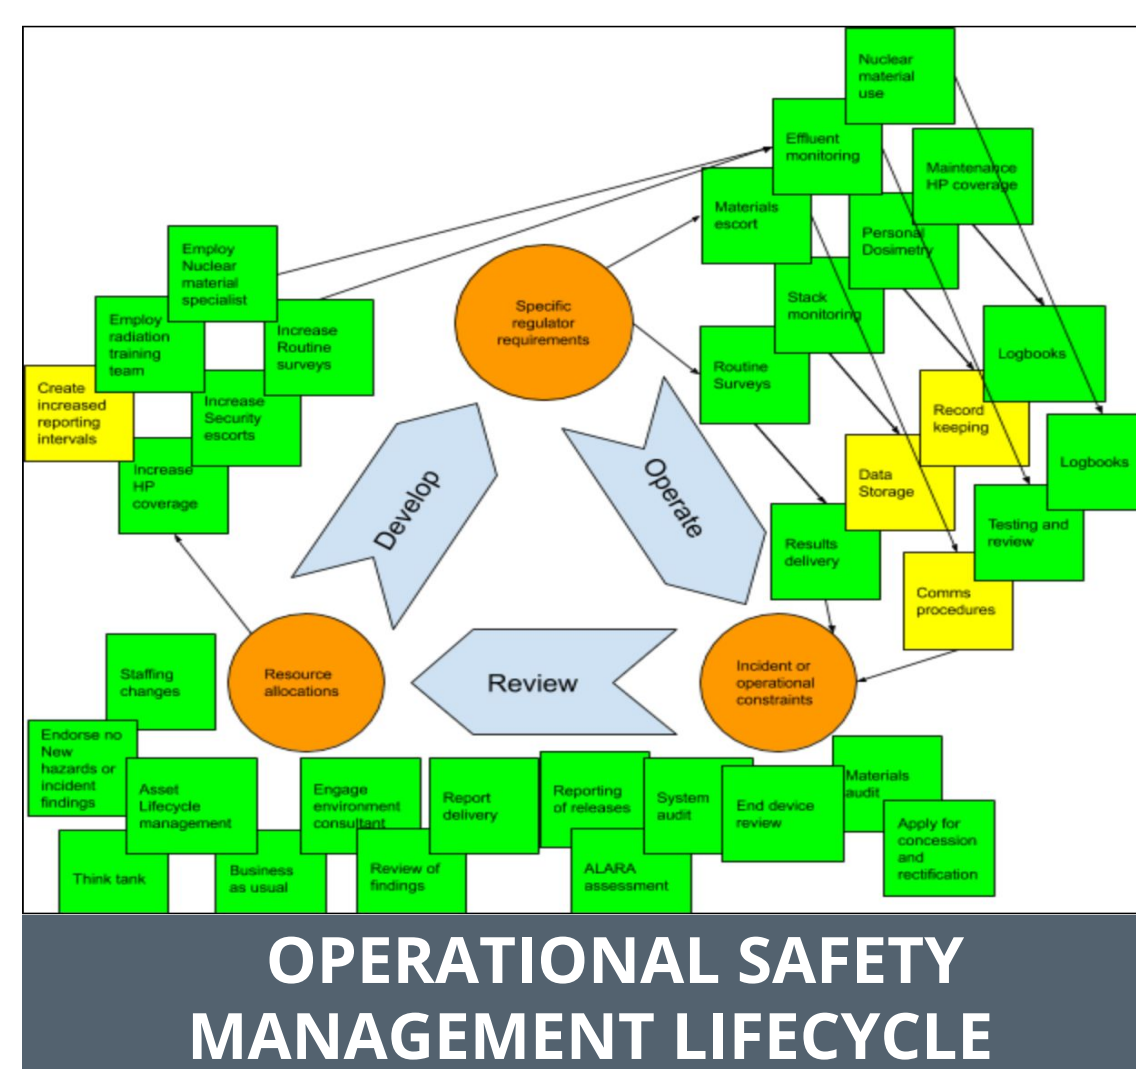 Nuclear
material
use
Effluent
monitoring
Maintenance
HP coverage
Materials
escort
Personal
Dosimetry
Stack
monitoring
Logbooks
Routine
Surveys
Record
keeping
Logbooks
Data
Storage
Testing and
review
Results
delivery
Comms
procedures
Specific
regulator
requirements
Employ
Nuclear
material
specialist
Employ
radiation
training
team
Increase
Routine
surveys
Create
increased
reporting
intervals
Increase
Security
escorts
Increase
HP
coverage
Develop
Operate
Review
Resource
allocations
Incident or
operational
constraints
Staffing
changes
Endorse no
New
hazards or
incident
findings
Asset
Lifecycle
management
Think tank
Business
as usual
Engage
environment
consultant
Review of
findings
Report
delivery
Reporting
of releases
ALARA
assessment
System
audit
End device
review
Materials
audit
Apply for
concession
and
rectification
OPERATIONAL SAFETY
MANAGEMENT LIFECYCLE